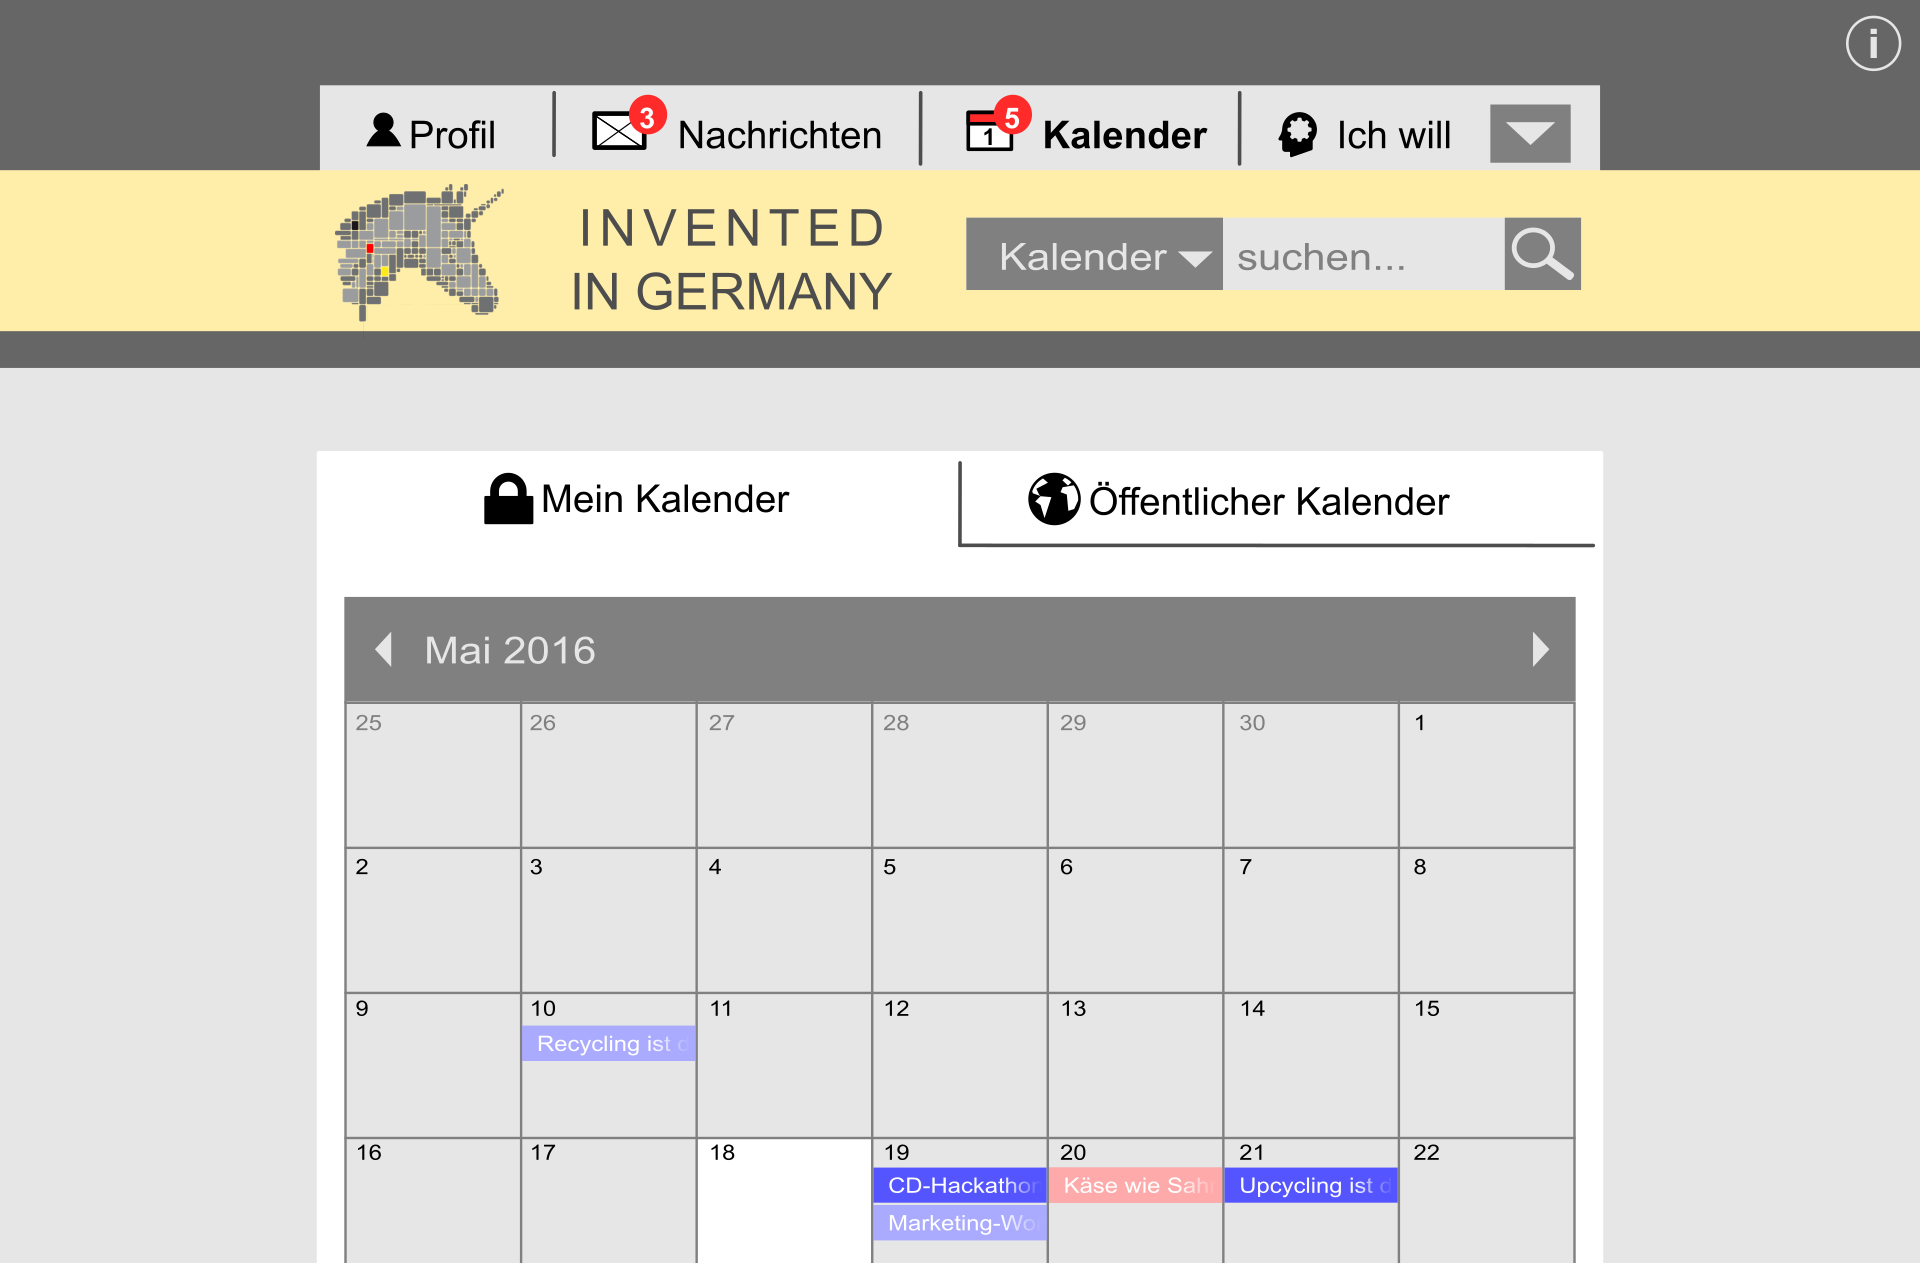 i
Profil
3
Nachrichten
1
5
Kalender
Ich will
INVENTED
IN GERMANY
Kalender
suchen...
Mein Kalender
Öffentlicher Kalender
Mai 2016
25 26 27 28 29 30 1
2 3 4 5 6 7 8
9 10 11 12 13 14 15
Recycling ist d
16 17 18 19 20 21 22
CD-Hackathon Käse wie Sah Upcycling ist d
Marketing-Wo